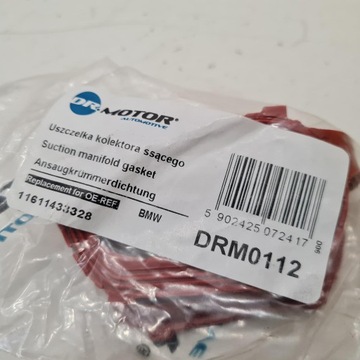 DR.MOTOR
AUTOMOTIVE
Uszczelka kolektora ssącego
Suction manifold gasket
Ansaugkrümmerdichtung
Replacement for OE-REF.
11611433328
BMW
5 902425 072417
DRM0112